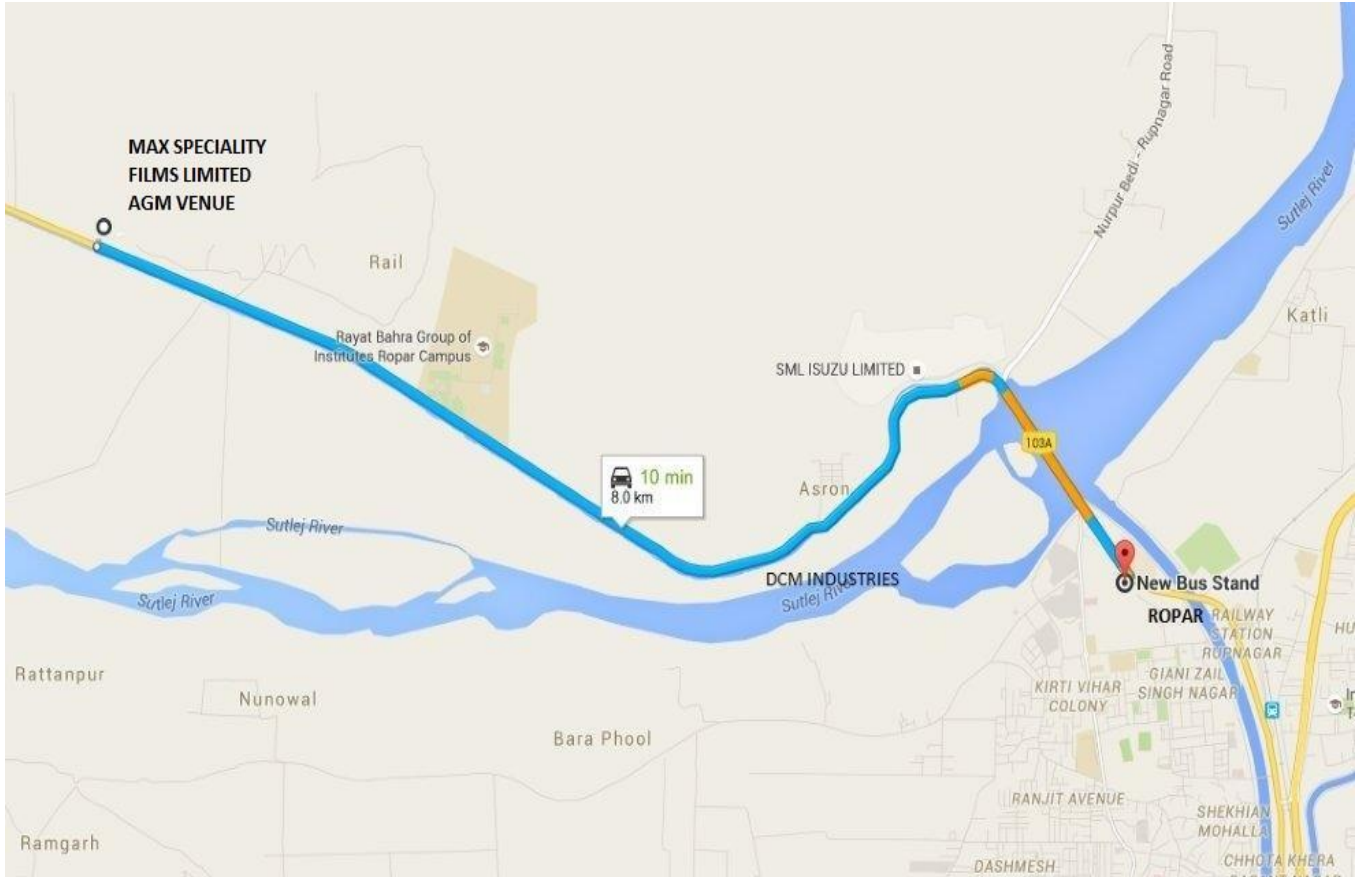 MAX SPECIALITY
FILMS LIMITED
AGM VENUE
Rail
Nurpur Bedi - Rupnagar Road
Sutlej River
Katli
Rayat Bahra Group of
Institutes Ropar Campus
SML ISUZU LIMITED
103A
10 min
8.0 km
Asron
Sutlej River
DCM INDUSTRIES
Sutlej River
Sutlej River
New Bus Stand
ROPAR
RAILWAY
STATION
RUPNAGAR
Rattanpur
Nunowal
KIRTI VIHAR
COLONY
GIANI ZAIL
SINGH NAGAR
Bara Phool
RANJIT AVENUE
SHEKHIAN
MOHALLA
Ramgarh
DASHMESH
CHHOTA KHERA